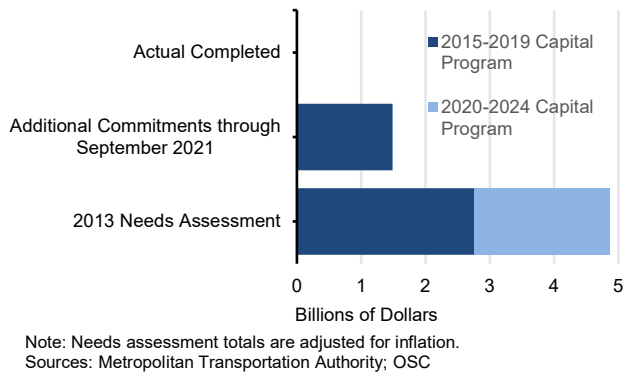 Actual Completed
2015-2019 Capital
Program
Additional Commitments through
September 2021
2020-2024 Capital
Program
2013 Needs Assessment
0 1 2 3 4 5
Billions of Dollars
Note: Needs assessment totals are adjusted for inflation.
Sources: Metropolitan Transportation Authority; OSC